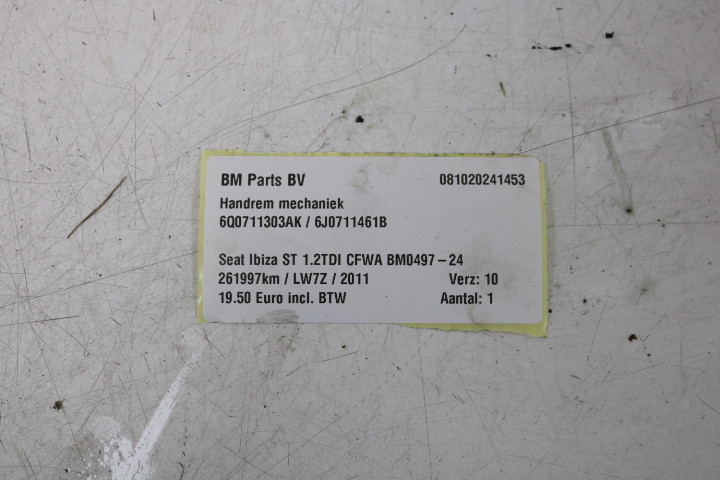 BM Parts BV 081020241453
Handrem mechaniek
6Q0711303AK / 6J0711461B
Seat Ibiza ST 1.2TDI CFWA BM0497-24
261997km / LW7Z / 2011 Verz: 10
19.50 Euro incl. BTW Aantal: 1